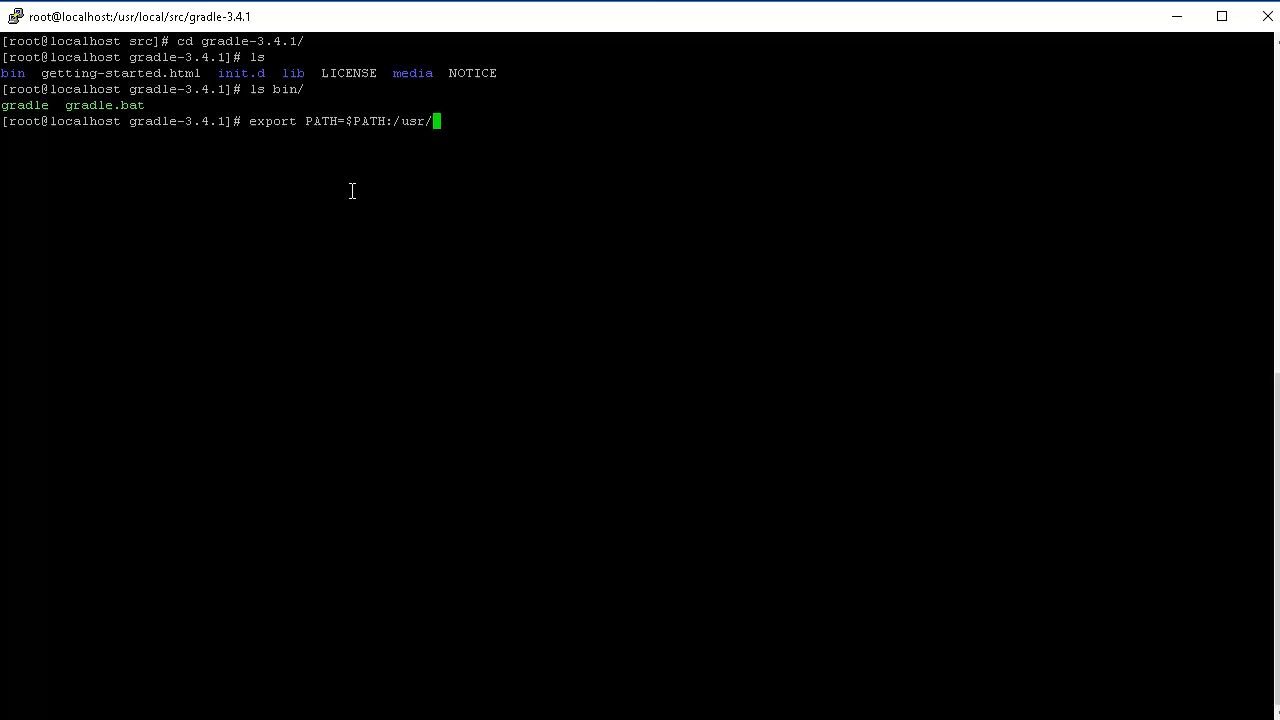 root@localhost:/usr/local/src/gradle-3.4.1
[root@localhost src]# cd gradle-3.4.1/
[root@localhost gradle-3.4.1]# ls
bin  getting-started.html  init.d  lib  LICENSE  media  NOTICE
[root@localhost gradle-3.4.1]# ls bin/
gradle  gradle.bat
[root@localhost gradle-3.4.1]# export PATH=$PATH:/usr/